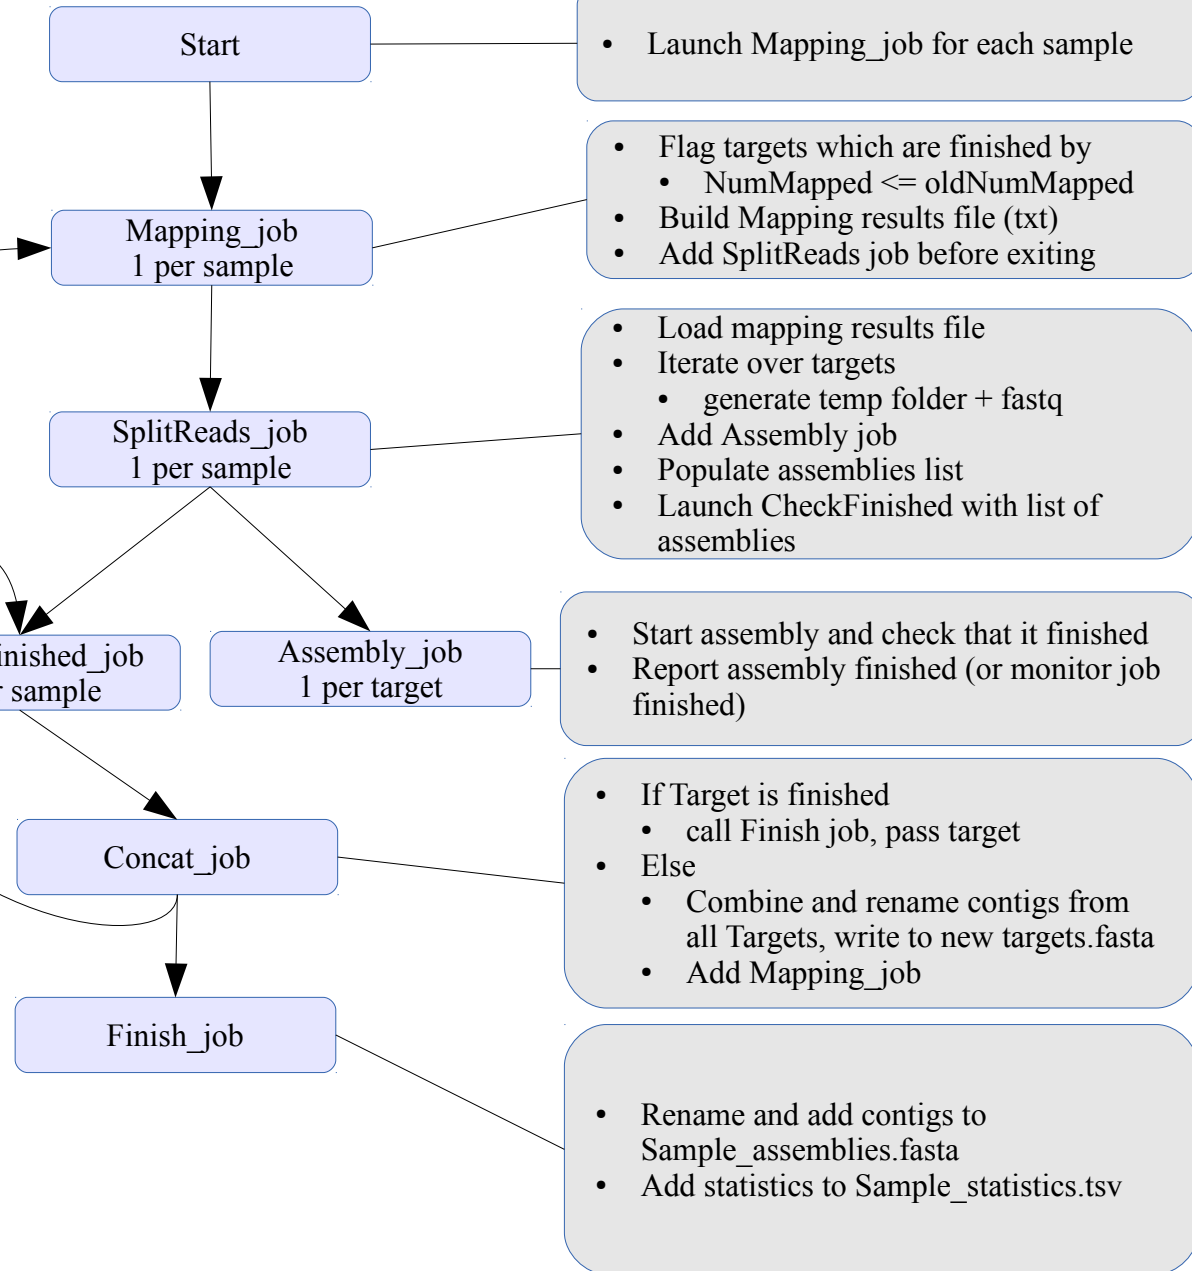 Start
• Launch Mapping_job for each sample
• Flag targets which are finished by
• NumMapped <= oldNumMapped
• Build Mapping results file (txt)
• Add SplitReads job before exiting
Mapping_job
1 per sample
• Load mapping results file
• Iterate over targets
• generate temp folder + fastq
• Add Assembly job
• Populate assemblies list
• Launch CheckFinished with list of
assemblies
SplitReads_job
1 per sample
inished_job
sample
Assembly_job
1 per target
• Start assembly and check that it finished
• Report assembly finished (or monitor job
finished)
Concat_job
• If Target is finished
• call Finish job, pass target
• Else
• Combine and rename contigs from
all Targets, write to new targets.fasta
• Add Mapping_job
Finish_job
• Rename and add contigs to
Sample_assemblies.fasta
• Add statistics to Sample_statistics.tsv